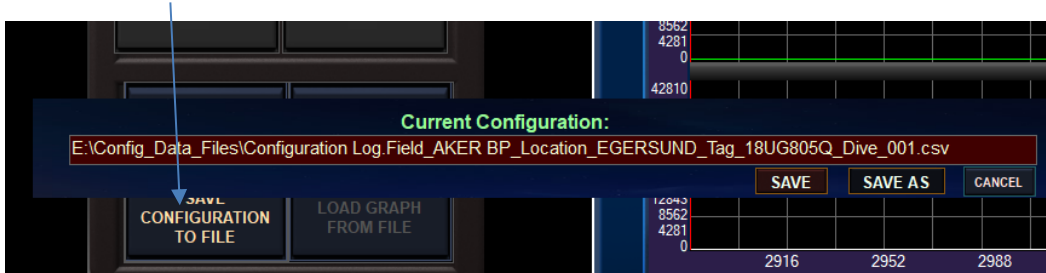 8562
4281
0
42810
Current Configuration:
E:\Config_Data_Files\Configuration Log.Field_AKER BP_Location_EGERSUND_Tag_18UG805Q_Dive_001.csv
SAVE SAVE AS CANCEL
SAVE
CONFIGURATION
TO FILE
LOAD GRAPH
FROM FILE
12843
8562
4281
0
2916 2952 2988